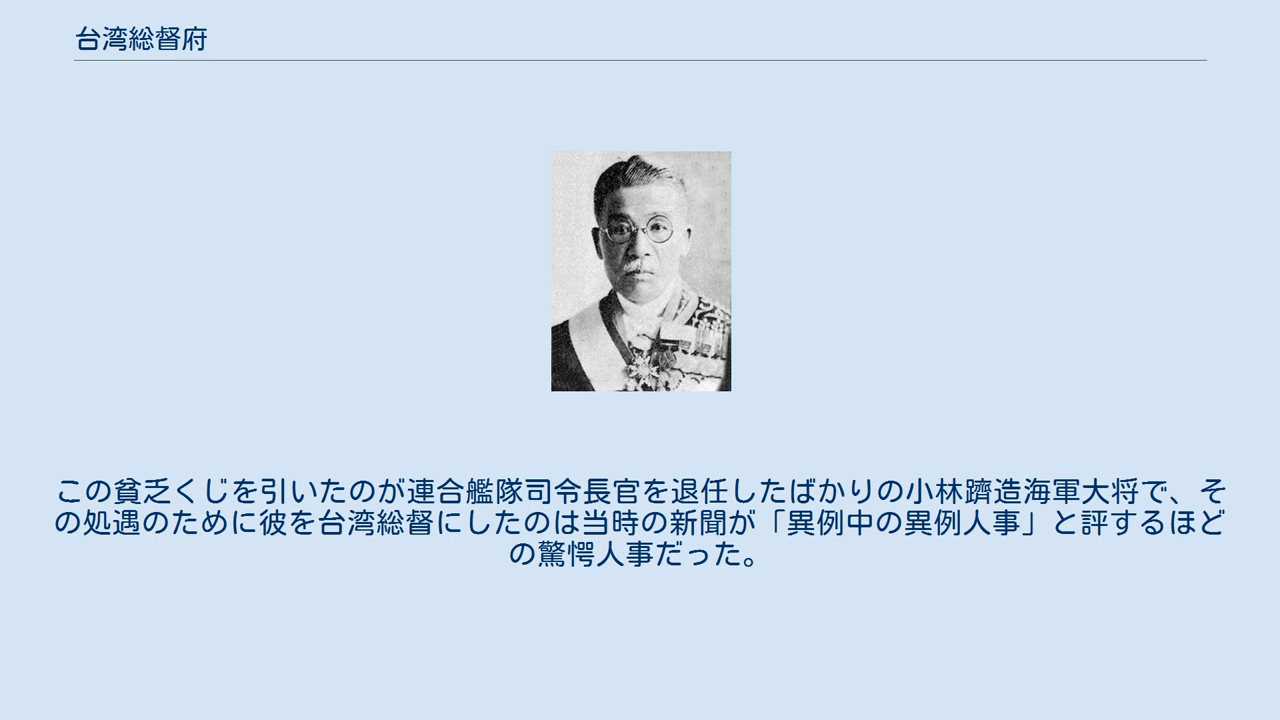 台湾総督府
この貧乏くじを引いたのが連合艦隊司令長官を退任したばかりの小林躋造海軍大将で、そ
の処遇のために彼を台湾総督にしたのは当時の新聞が「異例中の異例人事」と評するほど
の驚愕人事だった。